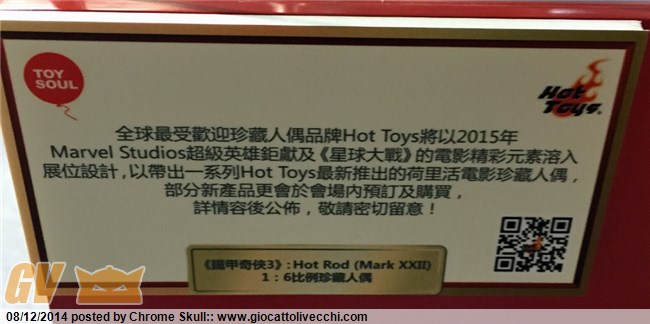 TOY
SOUL
Hot
Toys
全球最受歡迎珍藏人偶品牌Hot Toys將以2015年
Marvel Studios超級英雄鉅獻及《星球大戰》的電影精彩元素溶入
展位設計，以帶出一系列Hot Toys最新推出的荷里活電影珍藏人偶，
部分新產品更會於會場內預訂及購買，
詳情容後公佈，敬請密切留意！
《鐵甲奇俠3》: Hot Rod (Mark XXII)
1：6比例珍藏人偶
GV
08/12/2014 posted by Chrome Skull:: www.giocattolivecchi.com